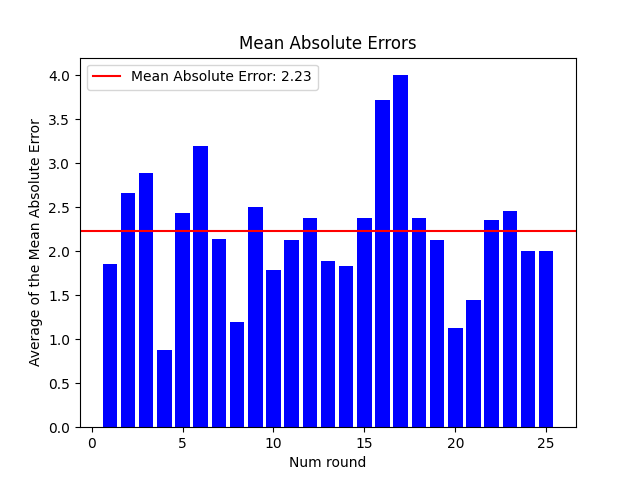 Mean Absolute Errors
Mean Absolute Error: 2.23
Average of the Mean Absolute Error
4.0
3.5
3.0
2.5
2.0
1.5
1.0
0.5
0.0
0 5 10 15 20 25
Num round